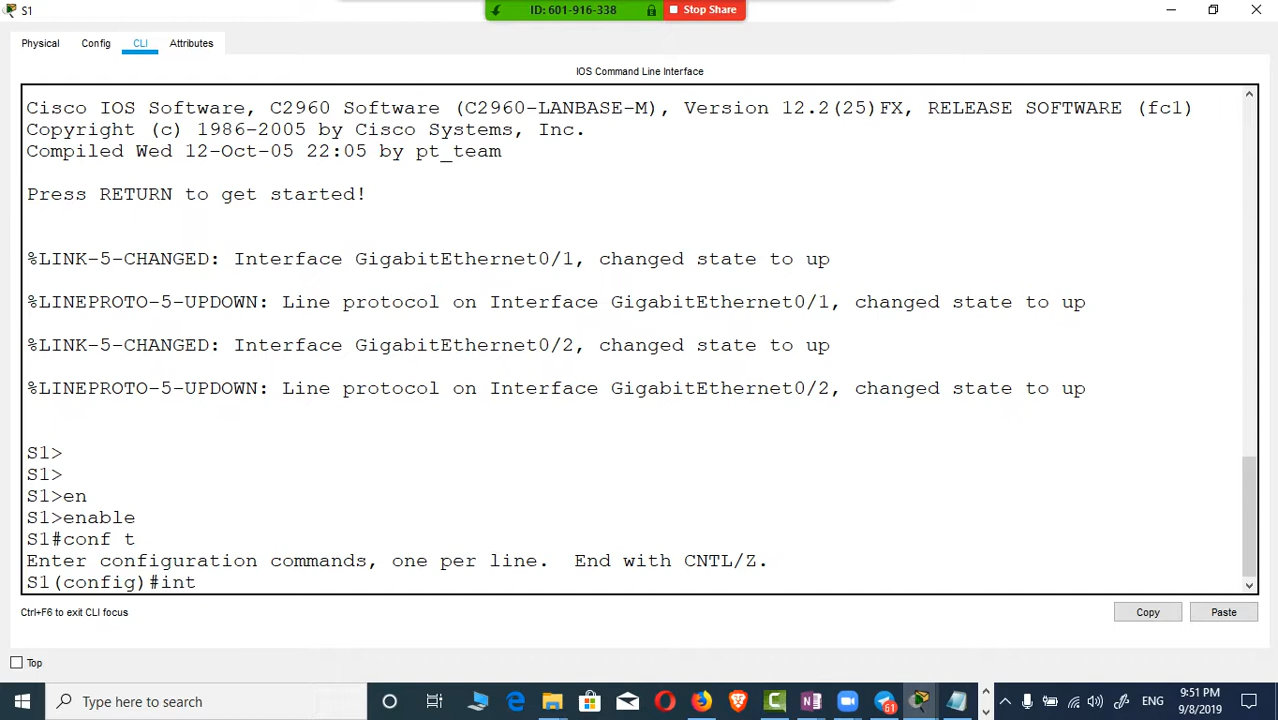 S1
ID: 601-916-338
Stop Share
Physical
Config
CLI
Attributes
IOS Command Line Interface
Cisco IOS Software, C2960 Software (C2960-LANBASE-M), Version 12.2(25)FX, RELEASE SOFTWARE (fc1)
Copyright (c) 1986-2005 by Cisco Systems, Inc.
Compiled Wed 12-Oct-05 22:05 by pt_team
Press RETURN to get started!
%LINK-5-CHANGED: Interface GigabitEthernet0/1, changed state to up
%LINEPROTO-5-UPDOWN: Line protocol on Interface GigabitEthernet0/1, changed state to up
%LINK-5-CHANGED: Interface GigabitEthernet0/2, changed state to up
%LINEPROTO-5-UPDOWN: Line protocol on Interface GigabitEthernet0/2, changed state to up
S1>
S1>
S1>en
S1>enable
S1#conf t
Enter configuration commands, one per line.  End with CNTL/Z.
S1(config)#int
Ctrl+F6 to exit CLI focus
Copy
Paste
Top
Type here to search
61
ENG
9:51 PM
9/8/2019